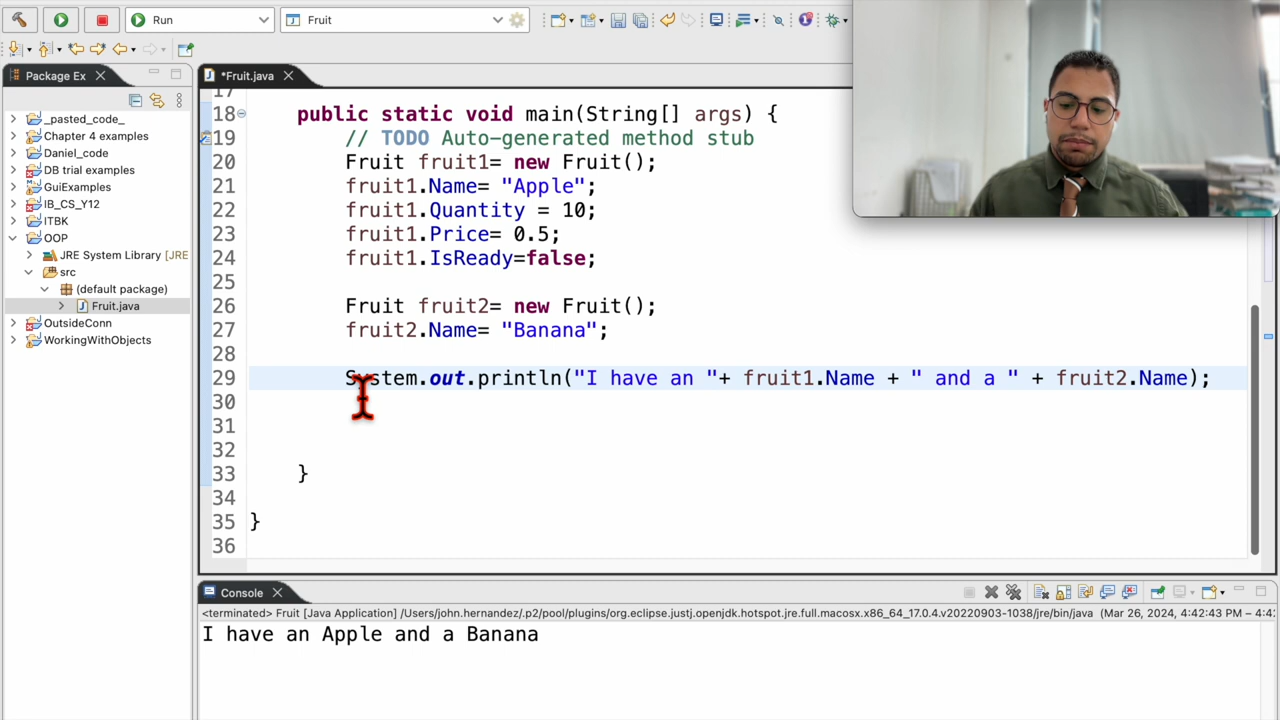 Run
Fruit
Package Ex
*Fruit.java
_pasted_code_
Chapter 4 examples
Daniel_code
DB trial examples
GuiExamples
IB_CS_Y12
ITBK
OOP
JRE System Library [JRE
src
(default package)
Fruit.java
OutsideConn
WorkingWithObjects
17
18 public static void main(String[] args) {
19 // TODO Auto-generated method stub
20 Fruit fruit1= new Fruit();
21 fruit1.Name= "Apple";
22 fruit1.Quantity = 10;
23 fruit1.Price= 0.5;
24 fruit1.IsReady=false;
25
26 Fruit fruit2= new Fruit();
27 fruit2.Name= "Banana";
28
29 System.out.println("I have an "+ fruit1.Name + " and a " + fruit2.Name);
30
31
32
33 }
34
35 }
36
Console
<terminated> Fruit [Java Application] /Users/john.hernandez/.p2/pool/plugins/org.eclipse.justj.openjdk.hotspot.jre.full.macosx.x86_64_17.0.4.v20220903-1038/jre/bin/java (Mar 26, 2024, 4:42:43 PM – 4:4
I have an Apple and a Banana